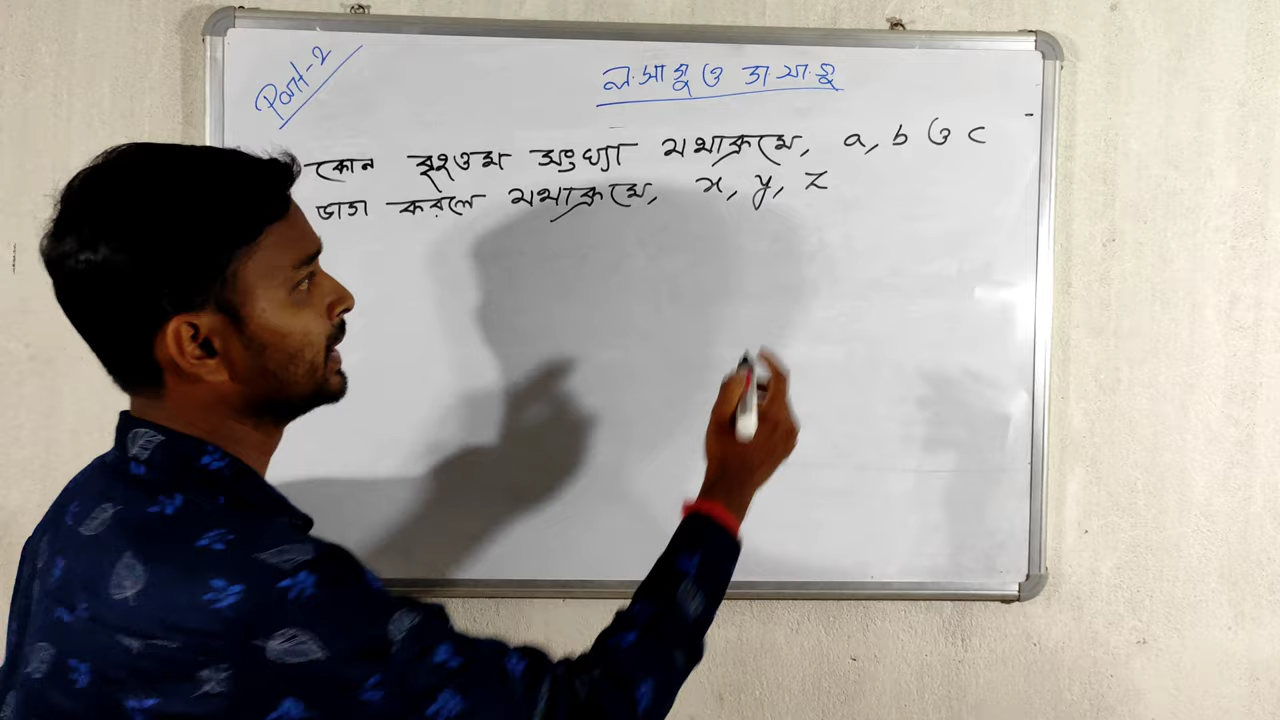 Part-2
ল.সা.গু ও গ.সা.গু
কোন বৃহত্তম সংখ্যা যথাক্রমে, a, b ও c
ভাগ করলে যথাক্রমে, x, y, z